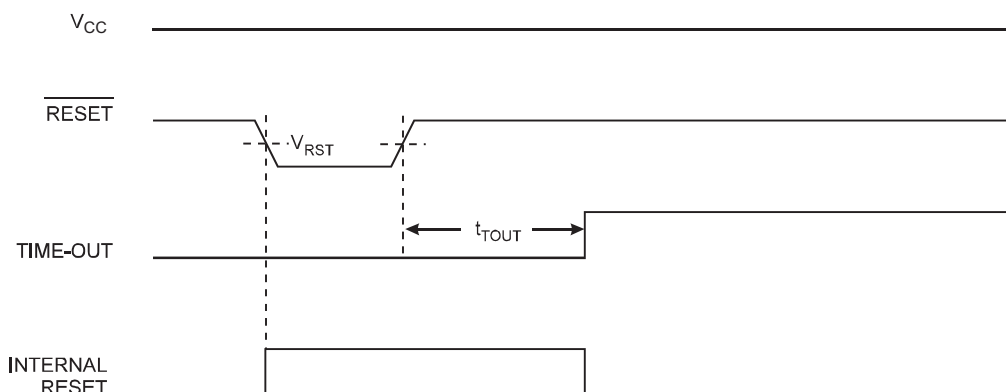 VCC
RESET
VRST
tTOUT
TIME-OUT
INTERNAL
RESET